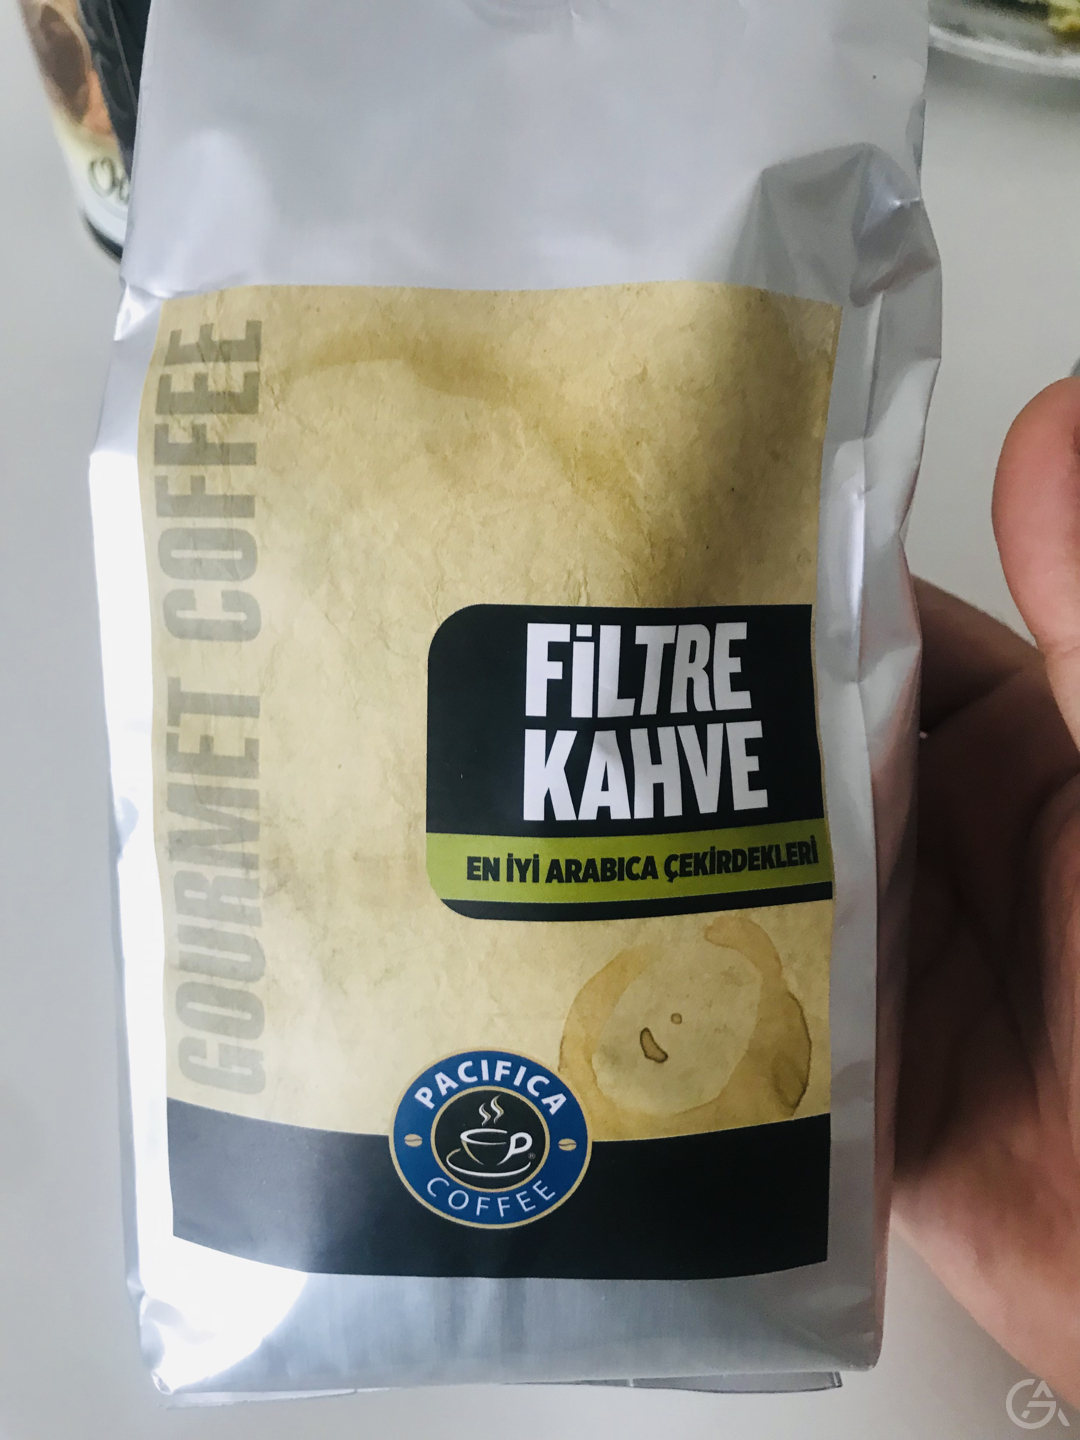 GOURMET COFFEE
FİLTRE
KAHVE
EN İYİ ARABICA ÇEKİRDEKLERİ
PACIFICA
COFFEE